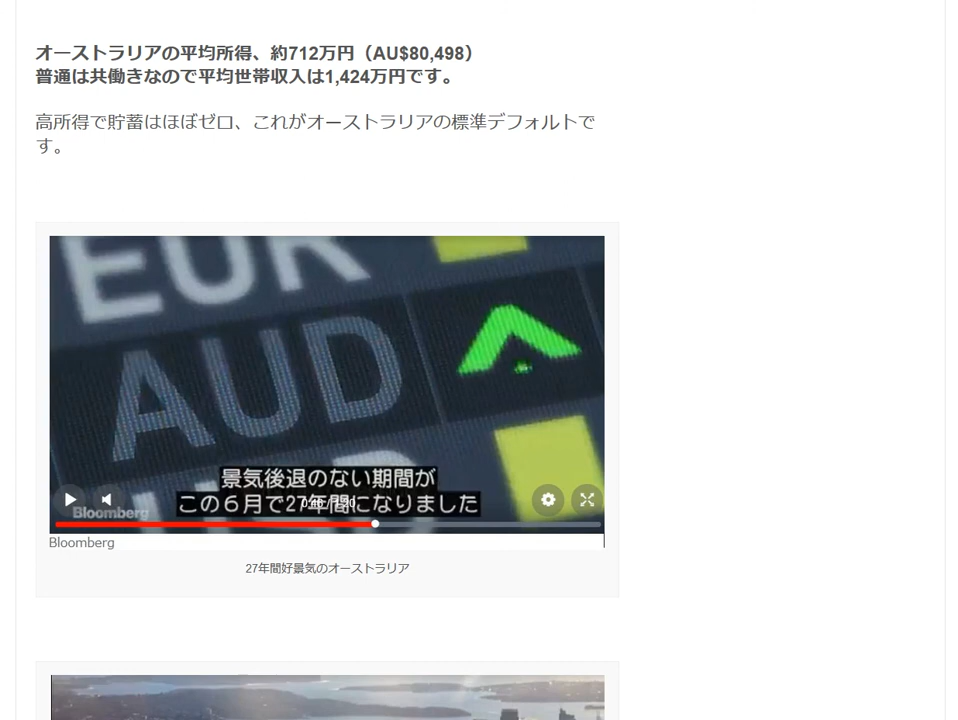 オーストラリアの平均所得、約712万円（AU$80,498）
普通は共働きなので平均世帯収入は1,424万円です。
高所得で貯蓄はほぼゼロ、これがオーストラリアの標準デフォルトで
す。
EUR
AUD
景気後退のない期間が
この６月で27年間になりました
Bloomberg
Bloomberg
27年間好景気のオーストラリア